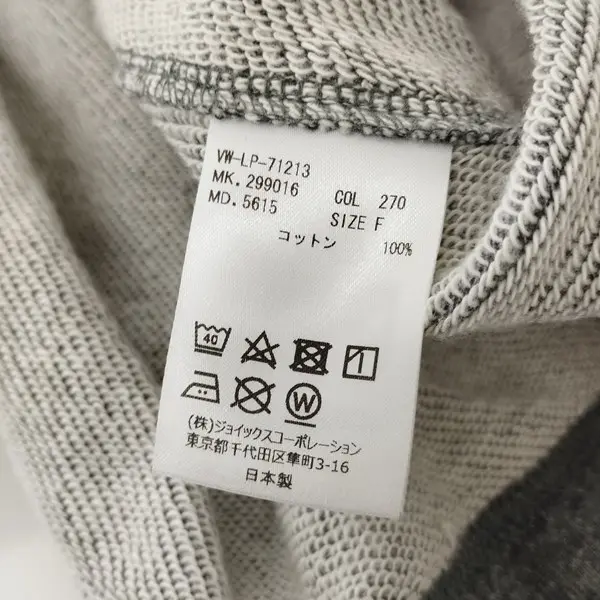 VW-LP-71213
MK. 299016 COL 270
MD. 5615 SIZE F
コットン 100%
40
W
(株)ジョイックスコーポレーション
東京都千代田区隼町3-16
日本製